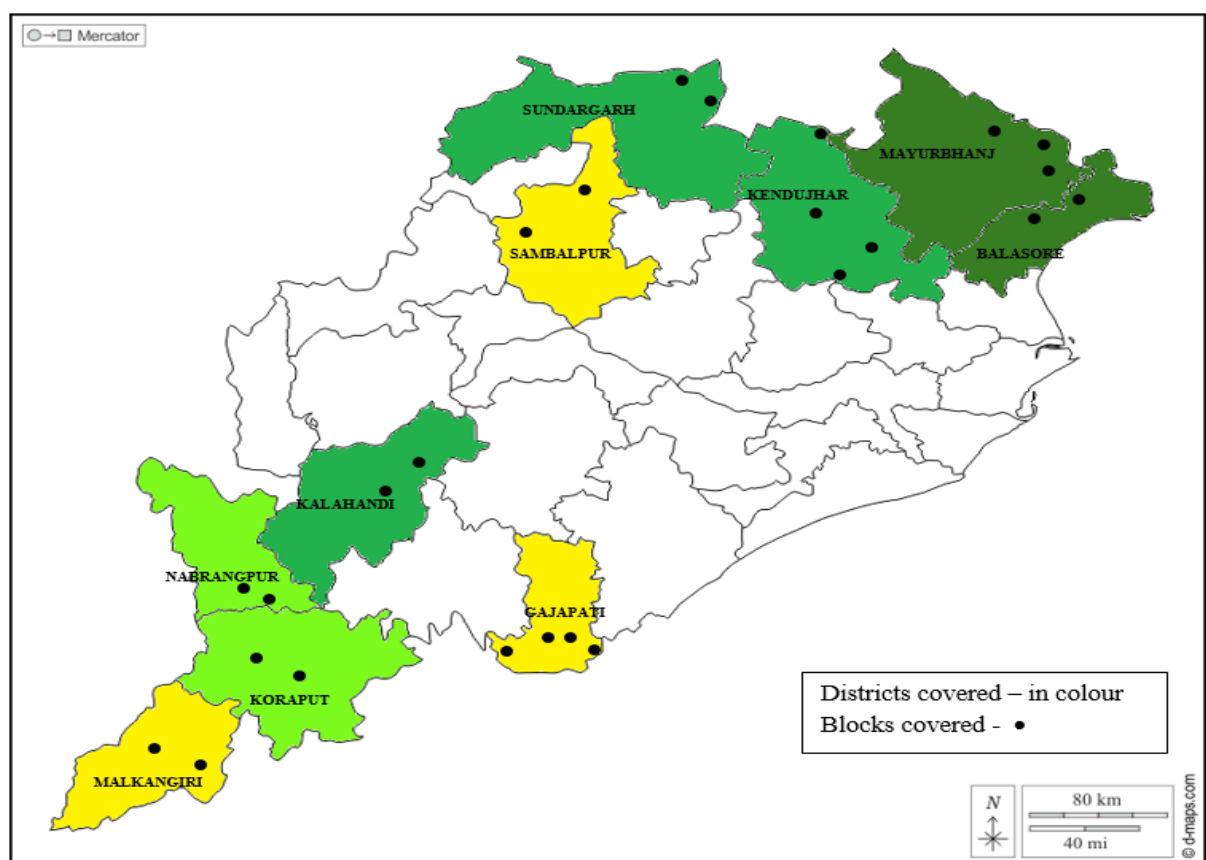 Mercator
SUNDARGARH
MAYURBHANJ
KENDUJHAR
SAMBALPUR
BALASORE
KALAHANDI
NABRANGPUR
GAJAPATI
KORAPUT
MALKANGIRI
Districts covered – in colour
Blocks covered - ●
N
80 km
40 mi
© d-maps.com